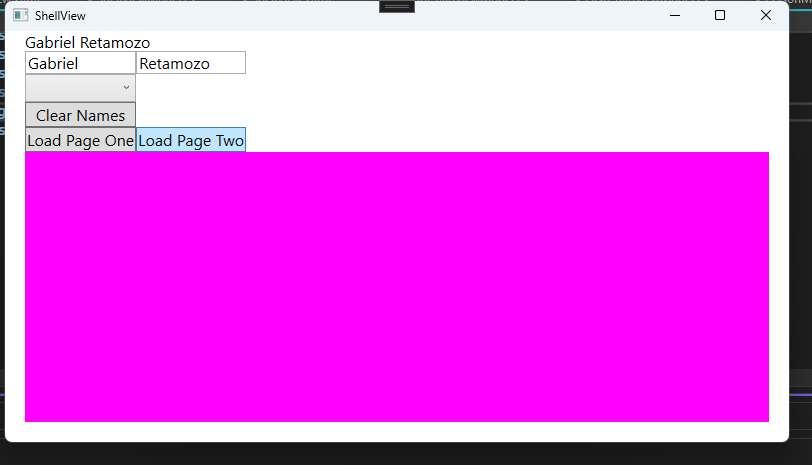 ShellView
Gabriel Retamozo
Gabriel Retamozo
Clear Names
Load Page One Load Page Two